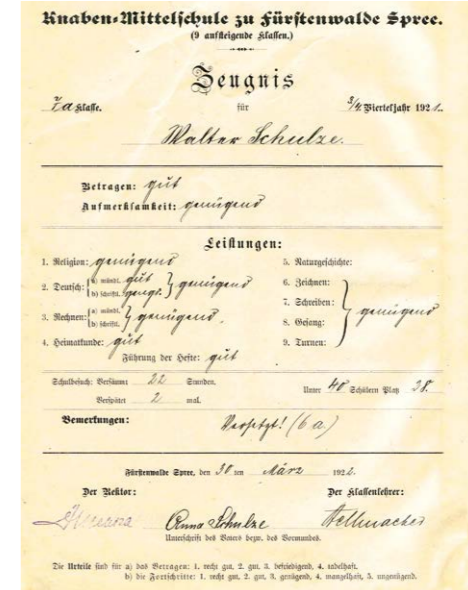 Knaben-Mittelschule zu Fürstenwalde Spree.
(9 aufsteigende Klassen.)
Zeugnis
7a Klasse. für 3/4 Vierteljahr 1921.
Walter Schulze.
Betragen: gut
Aufmerksamkeit: genügend
Leistungen:
1. Religion: genügend 5. Naturgeschichte:
2. Deutsch: a) mündl. gut b) schriftl. gengd. } genügend 6. Zeichnen:
7. Schreiben:
3. Rechnen: a) mündl. b) schriftl. } genügend. 8. Gesang: } genügend
4. Heimatkunde: gut 9. Turnen:
Führung der Hefte: gut
Schulbesuch: Versäumt 22 Stunden. Unter 40 Schülern Platz 38.
Verspätet 2 mal.
Bemerkungen: Versetzt! (6a)
Fürstenwalde Spree, den 30 ten März 1922.
Der Rektor: Der Klassenlehrer:
Anna Schulze Hellmacher
Unterschrift des Vaters bezw. des Vormundes.
Die Urteile sind für a) das Betragen: 1. recht gut, 2. gut, 3. befriedigend, 4. tadelhaft.
b) die Fortschritte: 1. recht gut, 2. gut, 3. genügend, 4. mangelhaft, 5. ungenügend.